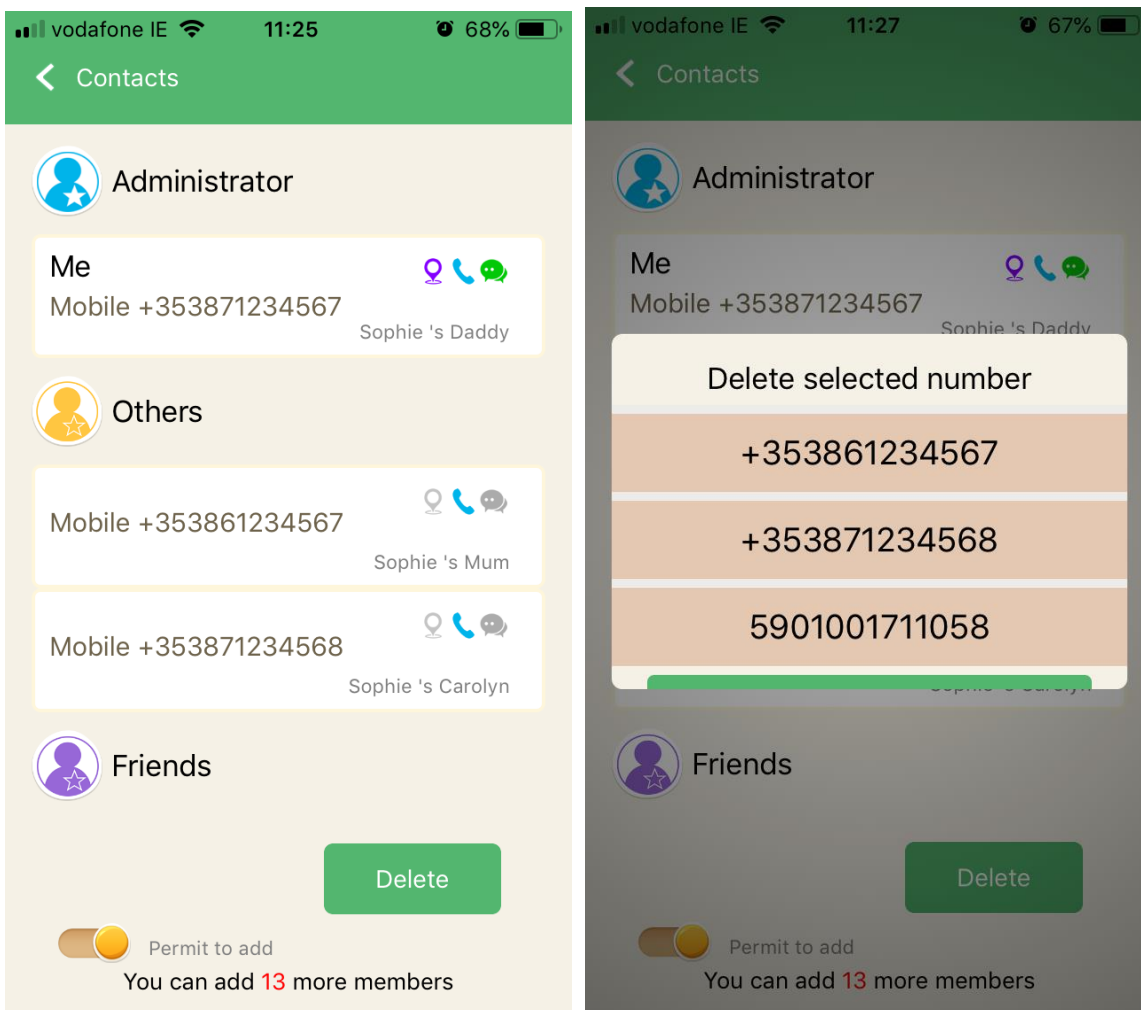 vodafone IE 11:25 68%
Contacts
Administrator
Me
Mobile +353871234567
Sophie 's Daddy
Others
Mobile +353861234567
Sophie 's Mum
Mobile +353871234568
Sophie 's Carolyn
Friends
Delete
Permit to add
You can add 13 more members
vodafone IE 11:27 67%
Contacts
Administrator
Me
Mobile +353871234567
Sophie 's Daddy
Delete selected number
+353861234567
+353871234568
5901001711058
Friends
Delete
Permit to add
You can add 13 more members